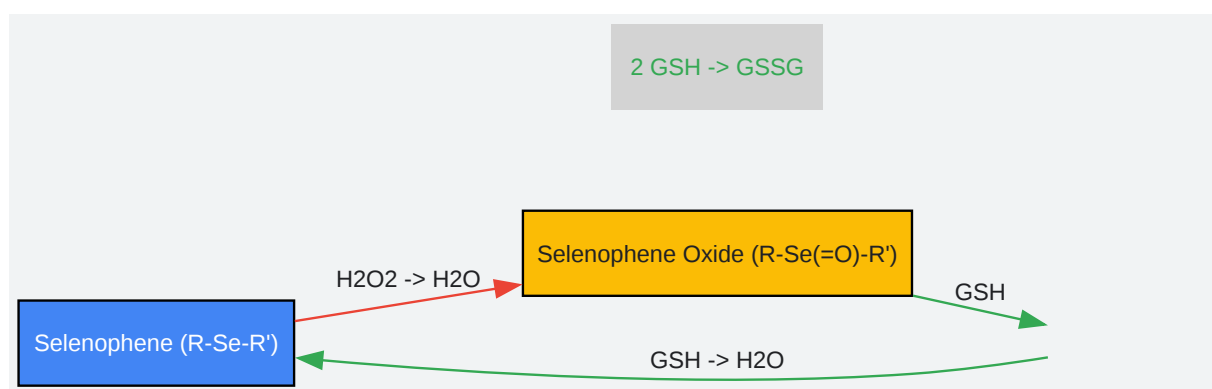 2 GSH -> GSSG
Selenophene Oxide (R-Se(=O)-R')
H2O2 -> H2O
GSH
Selenophene (R-Se-R')
GSH -> H2O